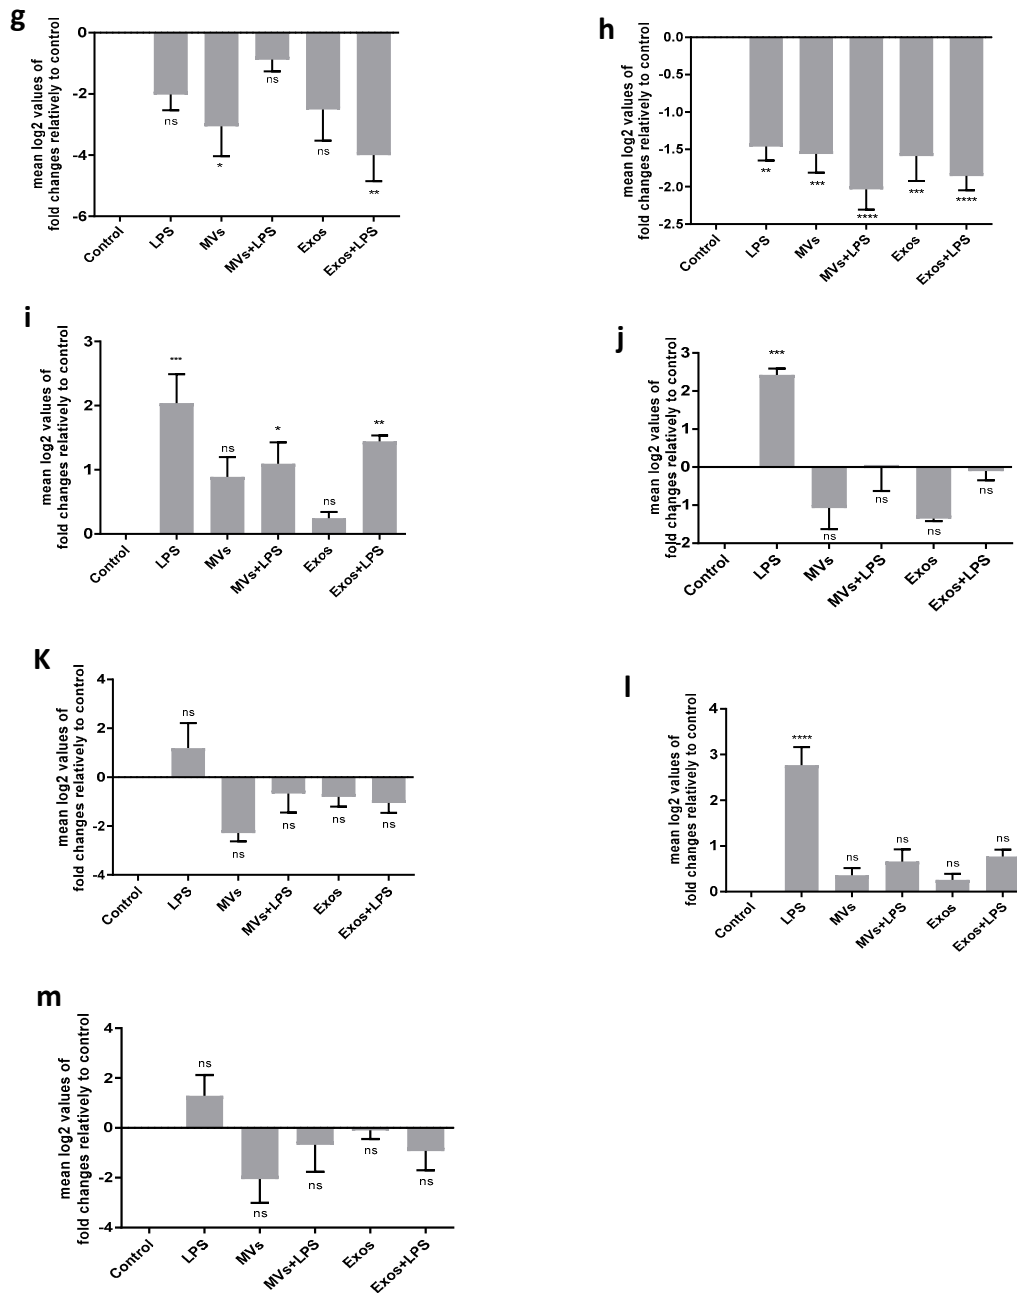 g
mean log2 values of
fold changes relatively to control
0
-2
-4
-6
ns
*
ns
ns
**
Control
LPS
MVs
MVs+LPS
Exos
Exos+LPS
h
mean log2 values of
fold changes relatively to control
0.0
-0.5
-1.0
-1.5
-2.0
-2.5
**
***
****
***
****
Control
LPS
MVs
MVs+LPS
Exos
Exos+LPS
i
mean log2 values of
fold changes relatively to control
3
2
1
0
***
ns
*
ns
**
Control
LPS
MVs
MVs+LPS
Exos
Exos+LPS
j
mean log2 values of
fold changes relatively to control
3
2
1
0
-1
-2
***
ns
ns
ns
ns
Control
LPS
MVs
MVs+LPS
Exos
Exos+LPS
K
mean log2 values of
fold changes relatively to control
4
2
0
-2
-4
ns
ns
ns
ns
ns
Control
LPS
MVs
MVs+LPS
Exos
Exos+LPS
l
mean log2 values of
fold changes relatively to control
4
3
2
1
0
****
ns
ns
ns
ns
Control
LPS
MVs
MVs+LPS
Exos
Exos+LPS
m
mean log2 values of
fold changes relatively to control
4
2
0
-2
-4
ns
ns
ns
ns
ns
Control
LPS
MVs
MVs+LPS
Exos
Exos+LPS